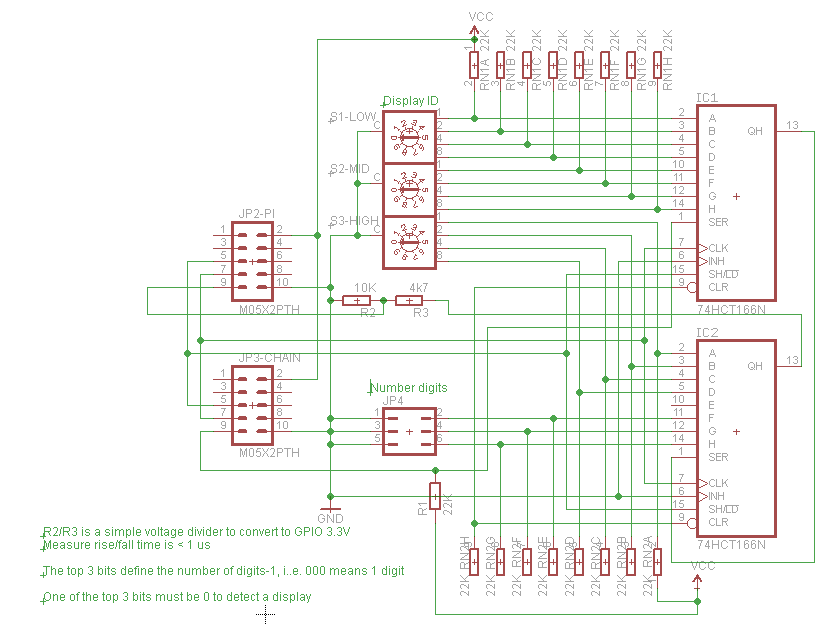 VCC
1
22K 22K 22K 22K 22K 22K 22K 22K
RN1A RN1B RN1C RN1D RN1E RN1F RN1G RN1H
2 3 4 5 6 7 8 9
Display ID
S1-LOW
C
1
2
4
8
S2-MID
C
1
2
4
8
S3-HIGH
C
1
2
4
8
IC1
2 A
3 B QH 13
4 C
5 D
10 E
11 F
12 G
14 H
1 SER
7 CLK
6 INH
15 SH/LD
9 CLR
74HCT166N
JP2-PI
1 2
3 4
5 6
7 8
9 10
M05X2PTH
10K 4k7
R2 R3
JP3-CHAIN
1 2
3 4
5 6
7 8
9 10
M05X2PTH
Number digits
JP4
1 2
3 4
5 6
IC2
2 A
3 B QH 13
4 C
5 D
10 E
11 F
12 G
14 H
1 SER
7 CLK
6 INH
15 SH/LD
9 CLR
74HCT166N
GND
R1
22K
22K RN2H 22K RN2G 22K RN2F 22K RN2E 22K RN2D 22K RN2C 22K RN2B 22K RN2A
VCC
R2/R3 is a simple voltage divider to convert to GPIO 3.3V
Measure rise/fall time is < 1 us
The top 3 bits define the number of digits-1, i..e. 000 means 1 digit
One of the top 3 bits must be 0 to detect a display